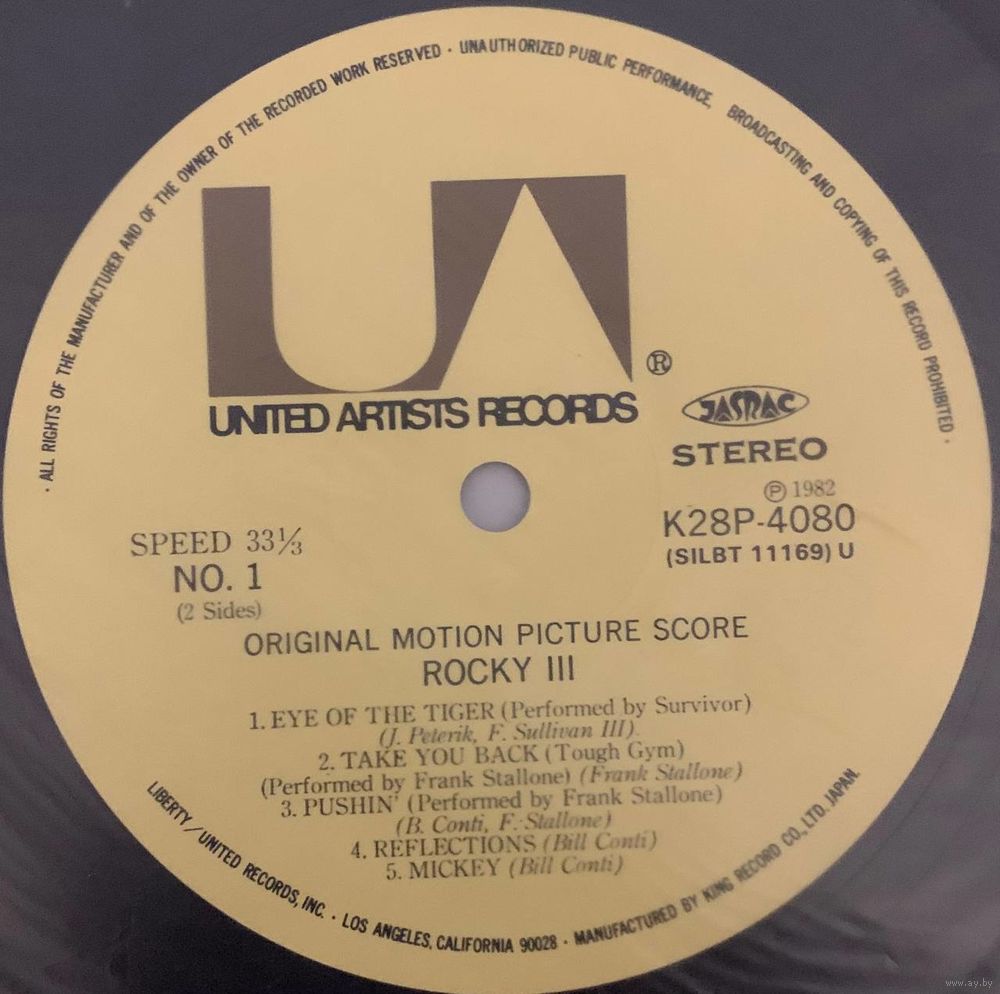 · ALL RIGHTS OF THE MANUFACTURER AND OF THE OWNER OF THE RECORDED WORK RESERVED · UNAUTHORIZED PUBLIC PERFORMANCE, BROADCASTING AND COPYING OF THIS RECORD PROHIBITED ·
UA
®
UNITED ARTISTS RECORDS
JASRAC
STEREO
Ⓟ 1982
K28P-4080
(SILBT 11169) U
SPEED 33⅓
NO. 1
(2 Sides)
ORIGINAL MOTION PICTURE SCORE
ROCKY III
1. EYE OF THE TIGER (Performed by Survivor)
(J. Peterik, F. Sullivan III)
2. TAKE YOU BACK (Tough Gym)
(Performed by Frank Stallone) (Frank Stallone)
3. PUSHIN' (Performed by Frank Stallone)
(B. Conti, F. Stallone)
4. REFLECTIONS (Bill Conti)
5. MICKEY (Bill Conti)
LIBERTY/UNITED RECORDS, INC. · LOS ANGELES, CALIFORNIA 90028 · MANUFACTURED BY KING RECORD CO., LTD. JAPAN.
www.ay.by